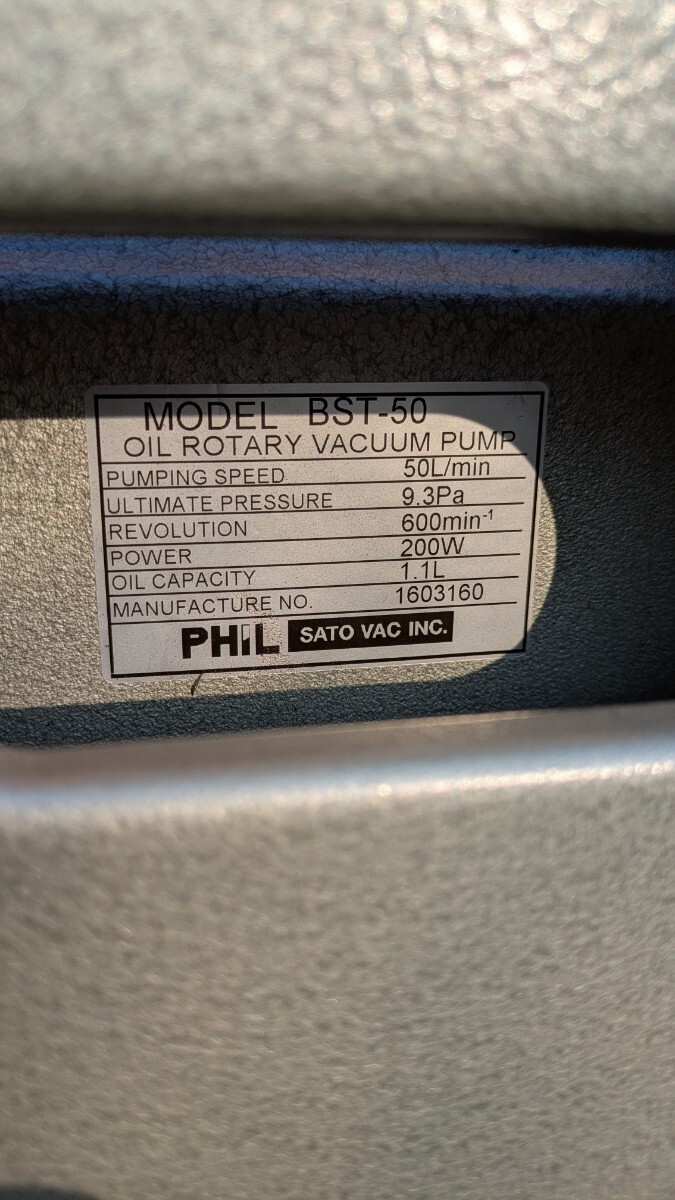 MODEL BST-50
OIL ROTARY VACUUM PUMP
PUMPING SPEED 50L/min
ULTIMATE PRESSURE 9.3Pa
REVOLUTION 600min⁻¹
POWER 200W
OIL CAPACITY 1.1L
MANUFACTURE NO. 1603160
PHIL SATO VAC INC.